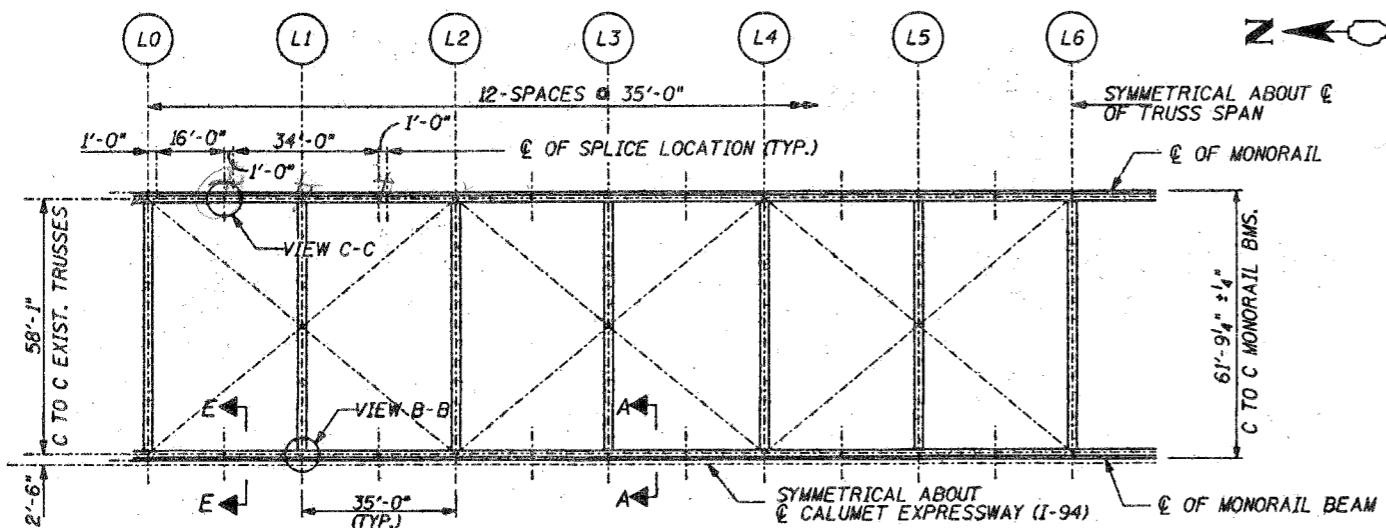 L0 L1 L2 L3 L4 L5 L6
N
12-SPACES @ 35'-0"
SYMMETRICAL ABOUT ℄
OF TRUSS SPAN
1'-0" 16'-0" 34'-0" 1'-0"
1'-0"
℄ OF SPLICE LOCATION (TYP.)
℄ OF MONORAIL
VIEW C-C
58'-1"
C TO C EXIST. TRUSSES
61'-9¼" ±¼"
C TO C MONORAIL BMS.
E
VIEW B-B
A
2'-6"
E
35'-0"
(TYP.)
A
SYMMETRICAL ABOUT
℄ CALUMET EXPRESSWAY (I-94)
℄ OF MONORAIL BEAM